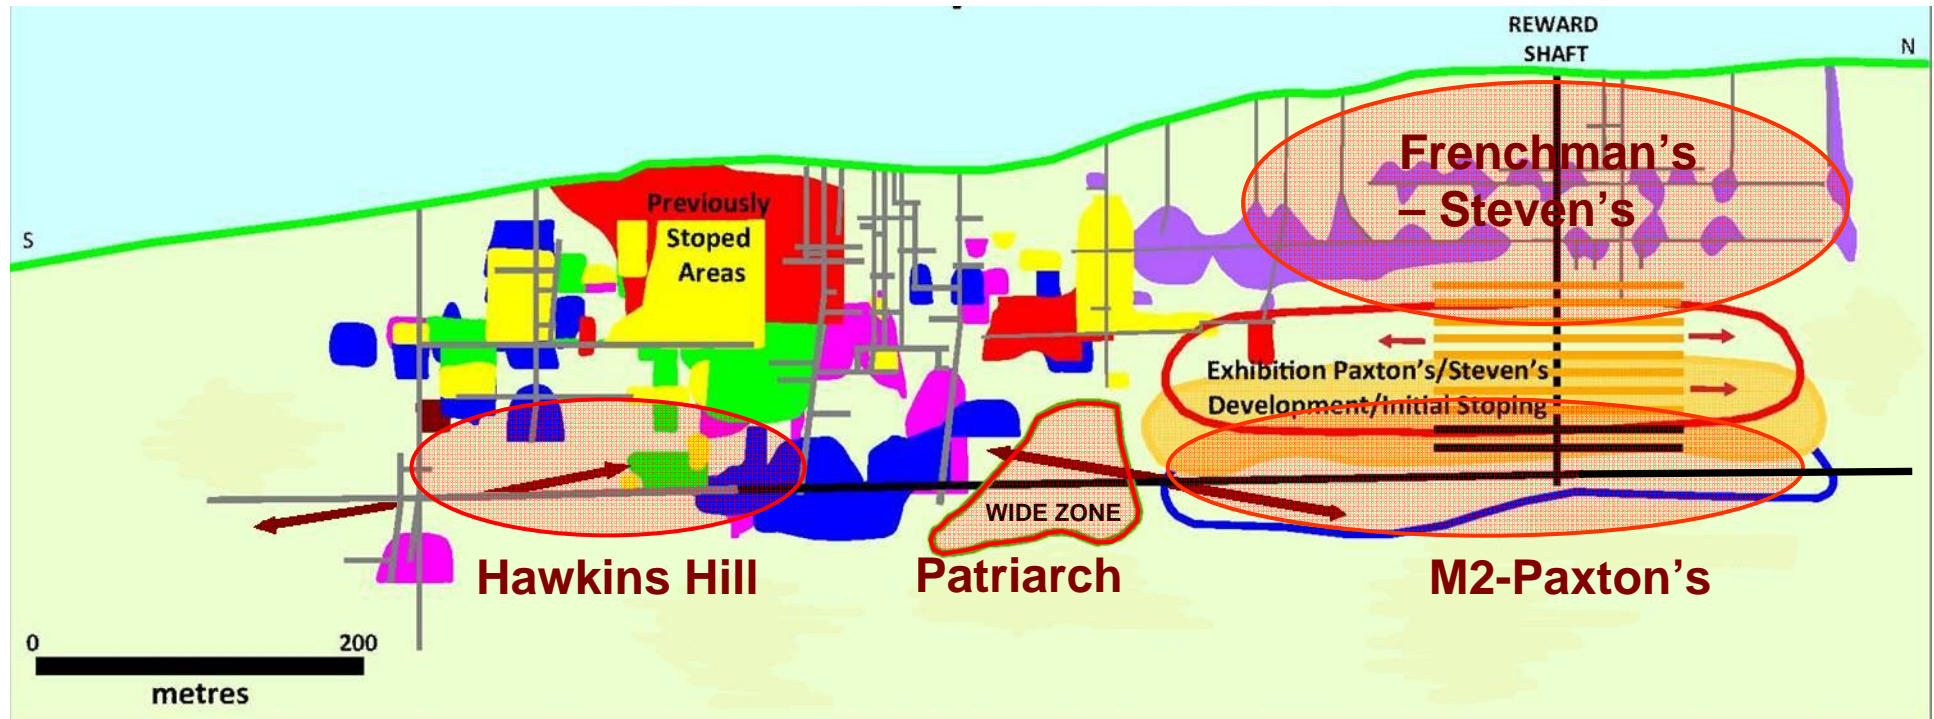 REWARD
SHAFT
N
S
Frenchman's
– Steven's
Previously
Stoped
Areas
Exhibition Paxton's/Steven's
Development/Initial Stoping
WIDE ZONE
Hawkins Hill
Patriarch
M2-Paxton's
0 200
metres